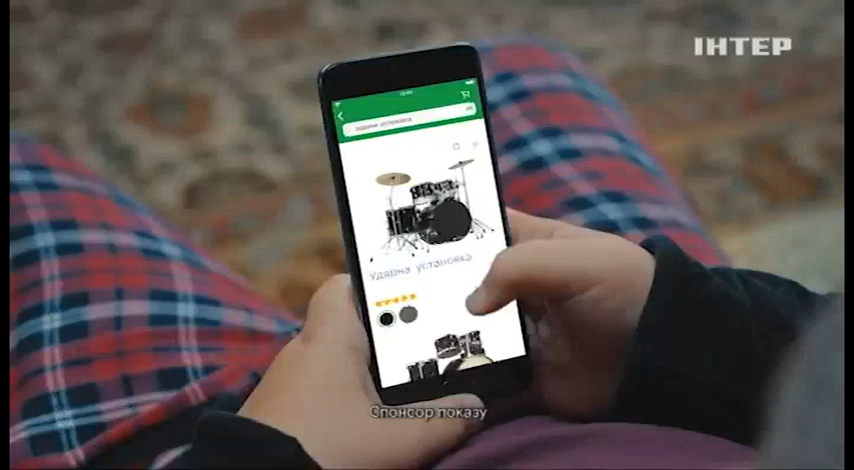 ІНТЕР
ударна установка
Ударна установка
Спонсор показу